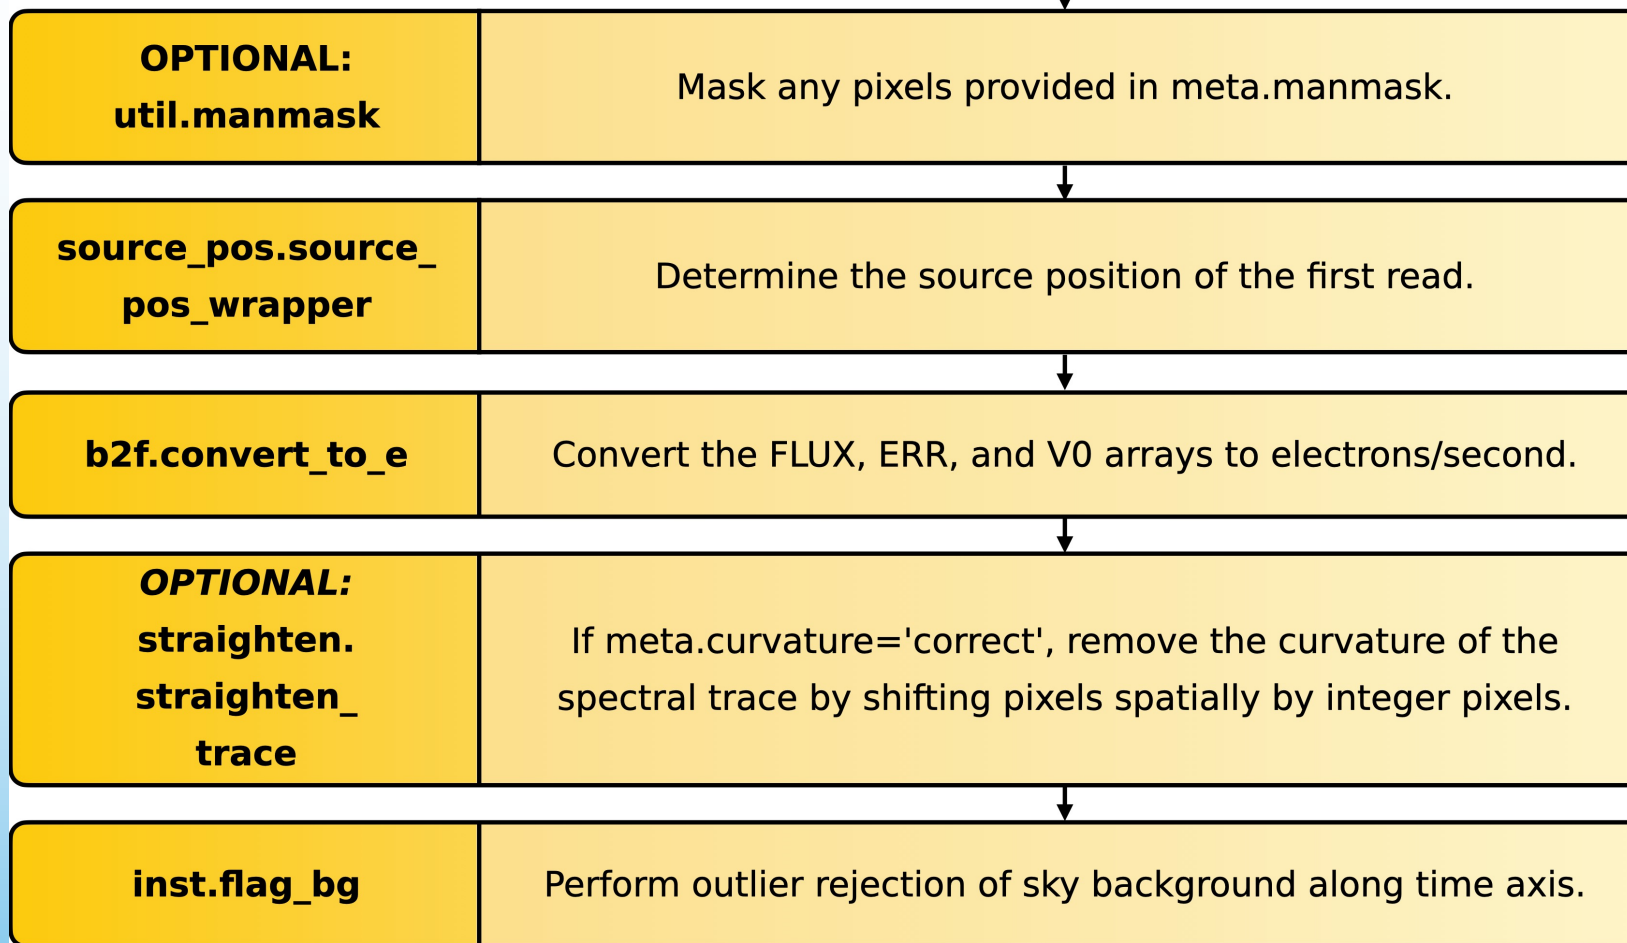 OPTIONAL:
util.manmask
Mask any pixels provided in meta.manmask.
source_pos.source_
pos_wrapper
Determine the source position of the first read.
b2f.convert_to_e
Convert the FLUX, ERR, and V0 arrays to electrons/second.
OPTIONAL:
straighten.
straighten_
trace
If meta.curvature='correct', remove the curvature of the
spectral trace by shifting pixels spatially by integer pixels.
inst.flag_bg
Perform outlier rejection of sky background along time axis.